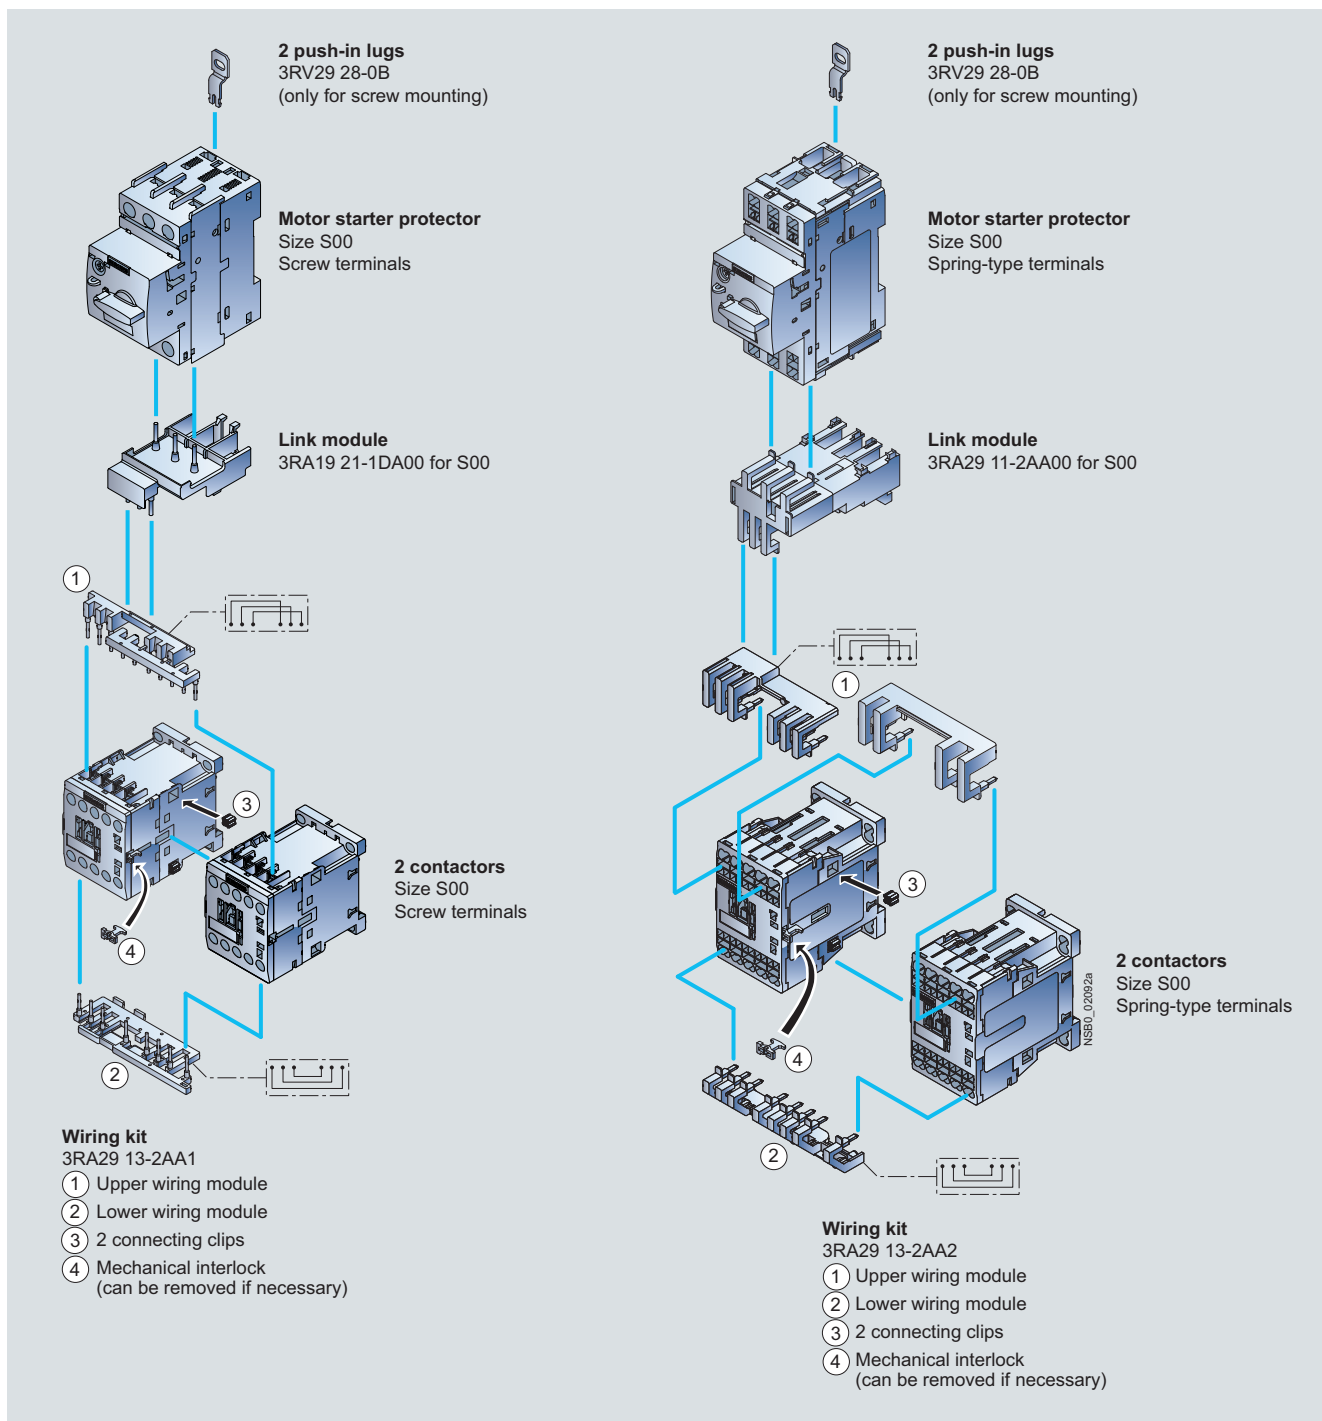 2 push-in lugs
3RV29 28-0B
(only for screw mounting)
Motor starter protector
Size S00
Screw terminals
Link module
3RA19 21-1DA00 for S00
1
3
4
2 contactors
Size S00
Screw terminals
2
Wiring kit
3RA29 13-2AA1
1 Upper wiring module
2 Lower wiring module
3 2 connecting clips
4 Mechanical interlock
(can be removed if necessary)
2 push-in lugs
3RV29 28-0B
(only for screw mounting)
Motor starter protector
Size S00
Spring-type terminals
Link module
3RA29 11-2AA00 for S00
1
3
4
2 contactors
Size S00
Spring-type terminals
NSB0_02092a
2
Wiring kit
3RA29 13-2AA2
1 Upper wiring module
2 Lower wiring module
3 2 connecting clips
4 Mechanical interlock
(can be removed if necessary)